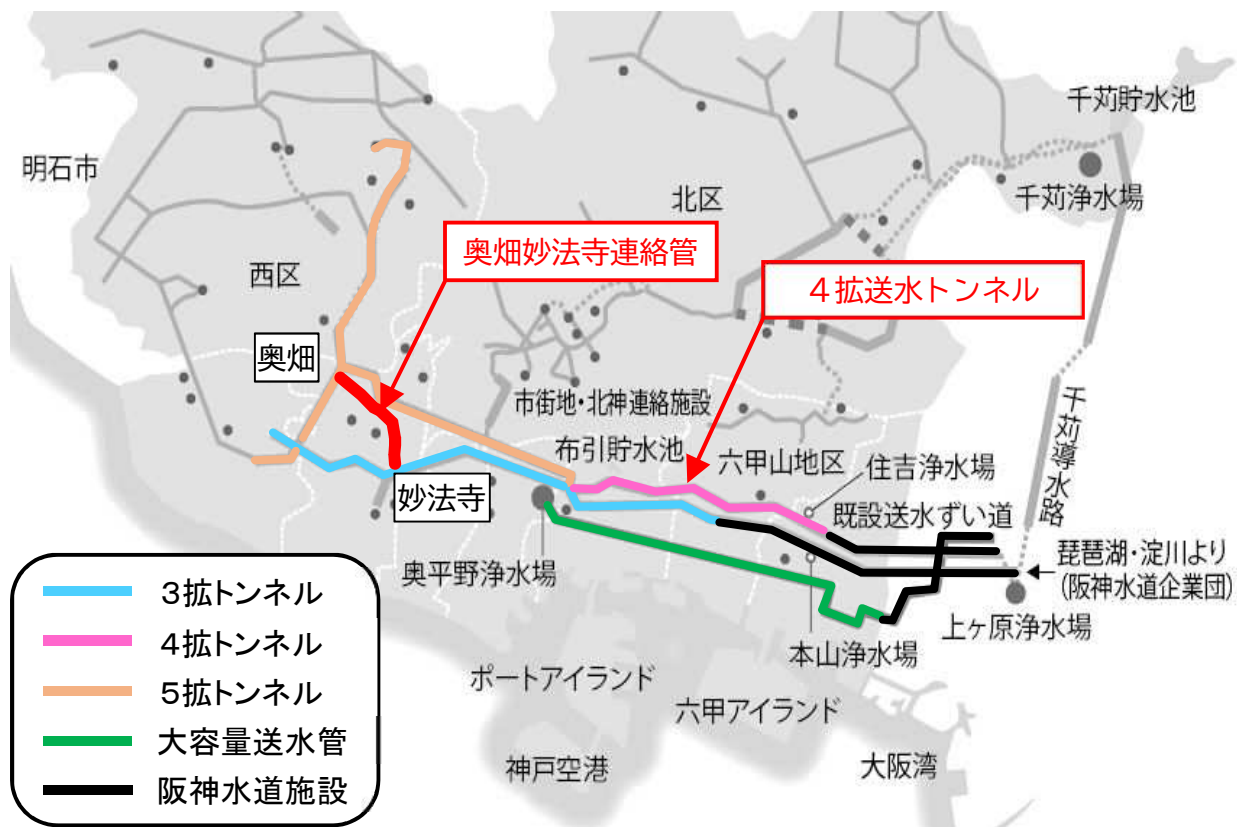 千苅貯水池
明石市
千苅浄水場
北区
奥畑妙法寺連絡管
西区
4拡送水トンネル
奥畑
市街地・北神連絡施設
布引貯水池
六甲山地区
住吉浄水場
千苅導水路
妙法寺
既設送水ずい道
琵琶湖・淀川より
(阪神水道企業団)
奥平野浄水場
上ヶ原浄水場
本山浄水場
ポートアイランド
六甲アイランド
神戸空港
大阪湾
3拡トンネル
4拡トンネル
5拡トンネル
大容量送水管
阪神水道施設